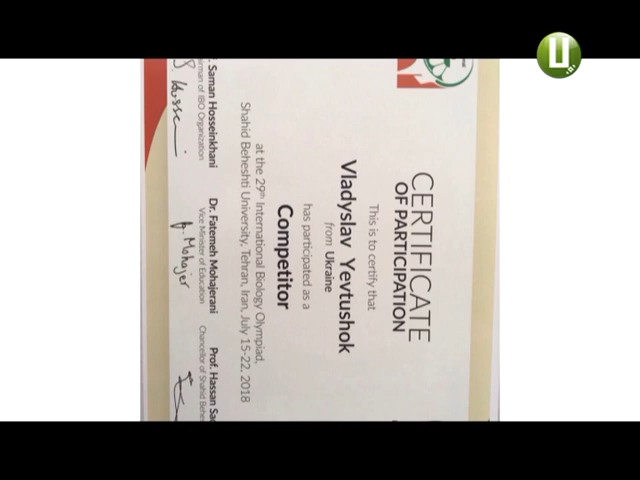 CERTIFICATE
OF PARTICIPATION
This is to certify that
Vladyslav Yevtushok
from Ukraine
has participated as a
Competitor
at the 29th International Biology Olympiad,
Shahid Beheshti University, Tehran, Iran, July 15-22, 2018
Saman Hosseinkhani
of IBO Organization
Dr. Fatemeh Mohajerani
Vice Minister of Education
Prof. Hassan
Chancellor of Shahid
Ц